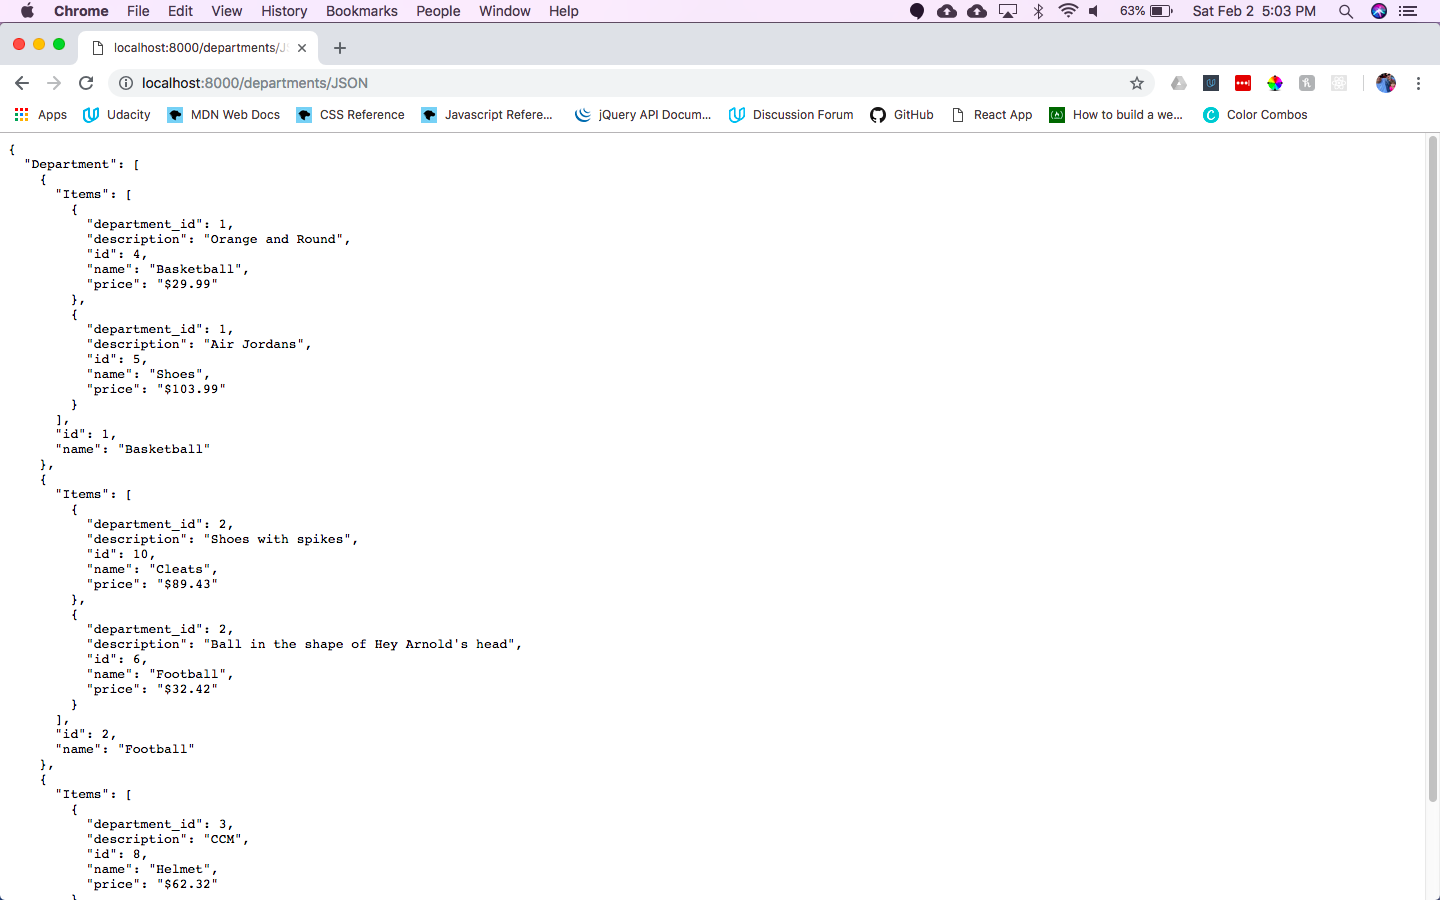 Chrome File Edit View History Bookmarks People Window Help 63% Sat Feb 2 5:03 PM
localhost:8000/departments/J
localhost:8000/departments/JSON
Apps Udacity MDN Web Docs CSS Reference Javascript Refere... jQuery API Docum... Discussion Forum GitHub React App How to build a we... Color Combos
{
  "Department": [
    {
      "Items": [
        {
          "department_id": 1,
          "description": "Orange and Round",
          "id": 4,
          "name": "Basketball",
          "price": "$29.99"
        },
        {
          "department_id": 1,
          "description": "Air Jordans",
          "id": 5,
          "name": "Shoes",
          "price": "$103.99"
        }
      ],
      "id": 1,
      "name": "Basketball"
    },
    {
      "Items": [
        {
          "department_id": 2,
          "description": "Shoes with spikes",
          "id": 10,
          "name": "Cleats",
          "price": "$89.43"
        },
        {
          "department_id": 2,
          "description": "Ball in the shape of Hey Arnold's head",
          "id": 6,
          "name": "Football",
          "price": "$32.42"
        }
      ],
      "id": 2,
      "name": "Football"
    },
    {
      "Items": [
        {
          "department_id": 3,
          "description": "CCM",
          "id": 8,
          "name": "Helmet",
          "price": "$62.32"
        }